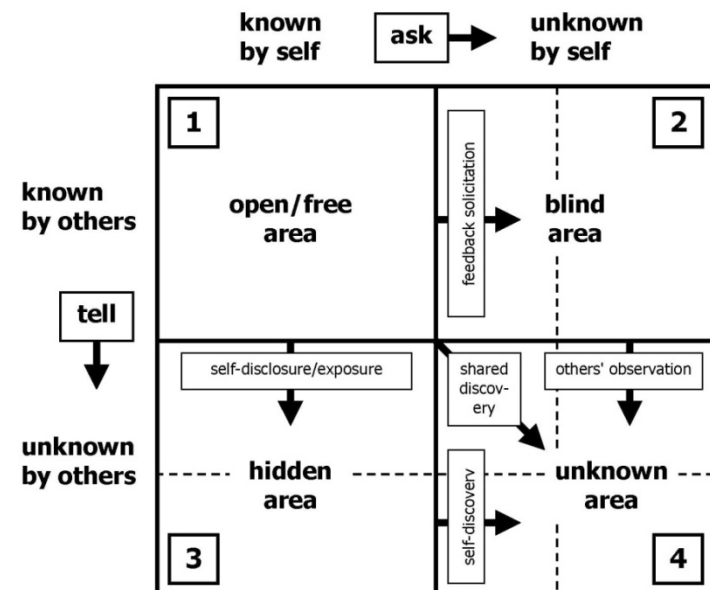 known
by self
ask
unknown
by self
1
2
known
by others
open/free
area
feedback solicitation
blind
area
tell
self-disclosure/exposure
shared
discov-
ery
others' observation
unknown
by others
hidden
area
self-discovery
unknown
area
3
4